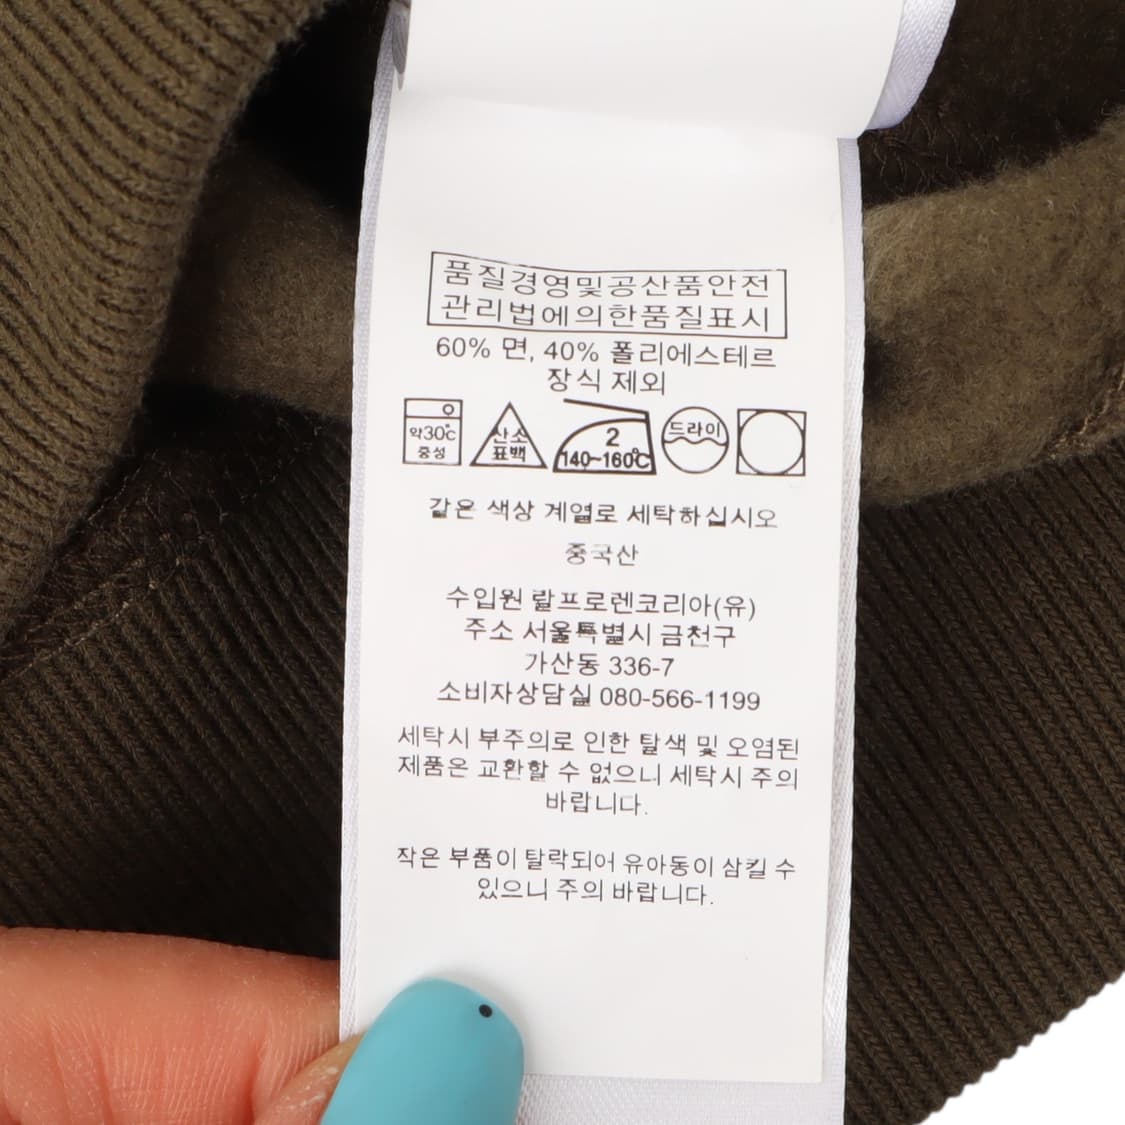 품질경영및공산품안전
관리법에의한품질표시
60% 면, 40% 폴리에스테르
장식 제외
약30℃
중성
산소
표백
2
140~160℃
드라이
같은 색상 계열로 세탁하십시오
중국산
수입원 랄프로렌코리아(유)
주소 서울특별시 금천구
가산동 336-7
소비자상담실 080-566-1199
세탁시 부주의로 인한 탈색 및 오염된
제품은 교환할 수 없으니 세탁시 주의
바랍니다.
작은 부품이 탈락되어 유아동이 삼킬 수
있으니 주의 바랍니다.